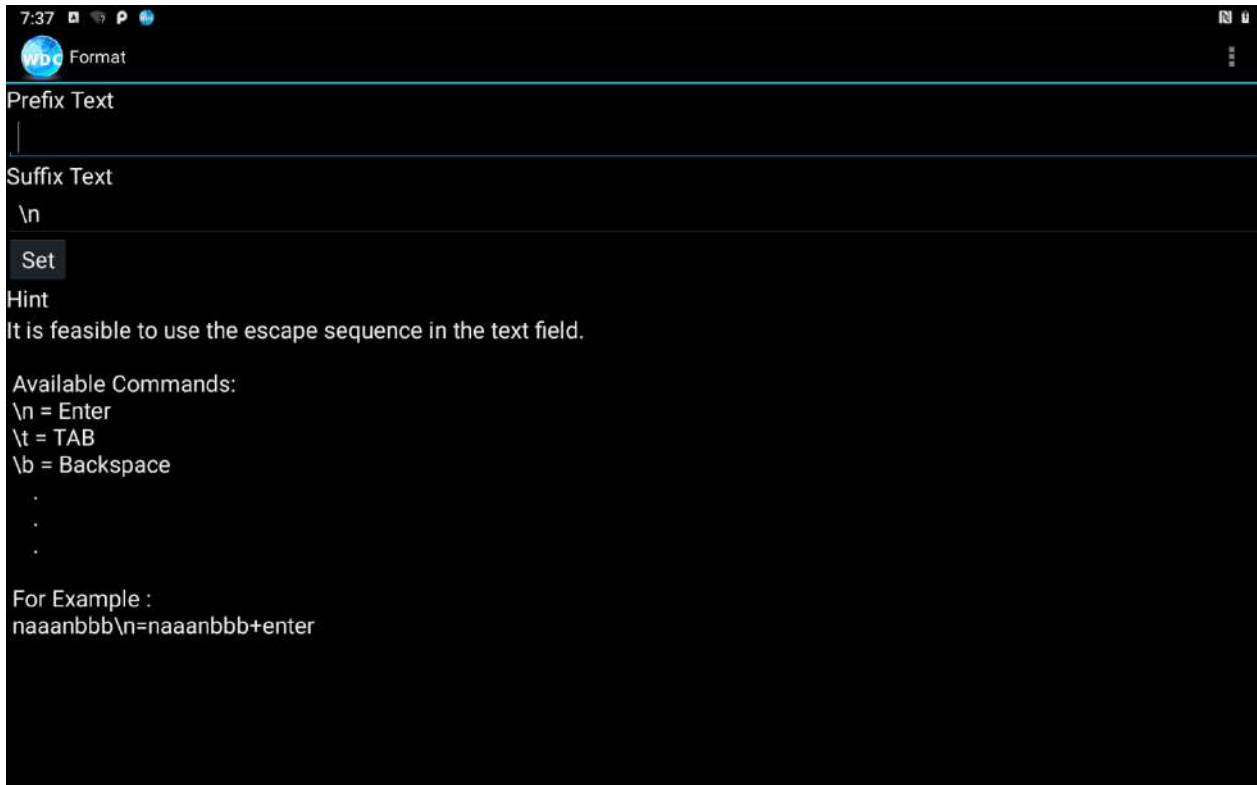 7:37
WDC Format
Prefix Text
Suffix Text
\n
Set
Hint
It is feasible to use the escape sequence in the text field.
Available Commands:
\n = Enter
\t = TAB
\b = Backspace
.
.
.
For Example :
naaanbbb\n=naaanbbb+enter